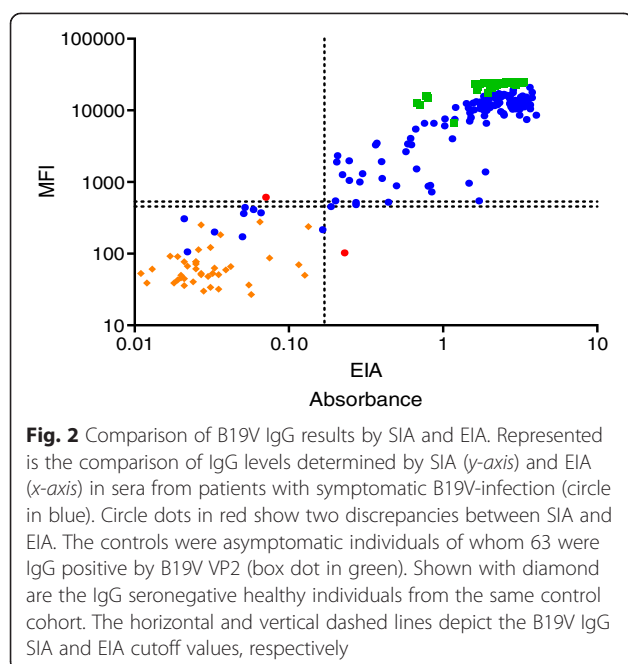 100000
10000
1000
100
10
MFI
0.01
0.10
1
10
EIA
Absorbance
Fig. 2 Comparison of B19V IgG results by SIA and EIA. Represented
is the comparison of IgG levels determined by SIA (y-axis) and EIA
(x-axis) in sera from patients with symptomatic B19V-infection (circle
in blue). Circle dots in red show two discrepancies between SIA and
EIA. The controls were asymptomatic individuals of whom 63 were
IgG positive by B19V VP2 (box dot in green). Shown with diamond
are the IgG seronegative healthy individuals from the same control
cohort. The horizontal and vertical dashed lines depict the B19V IgG
SIA and EIA cutoff values, respectively